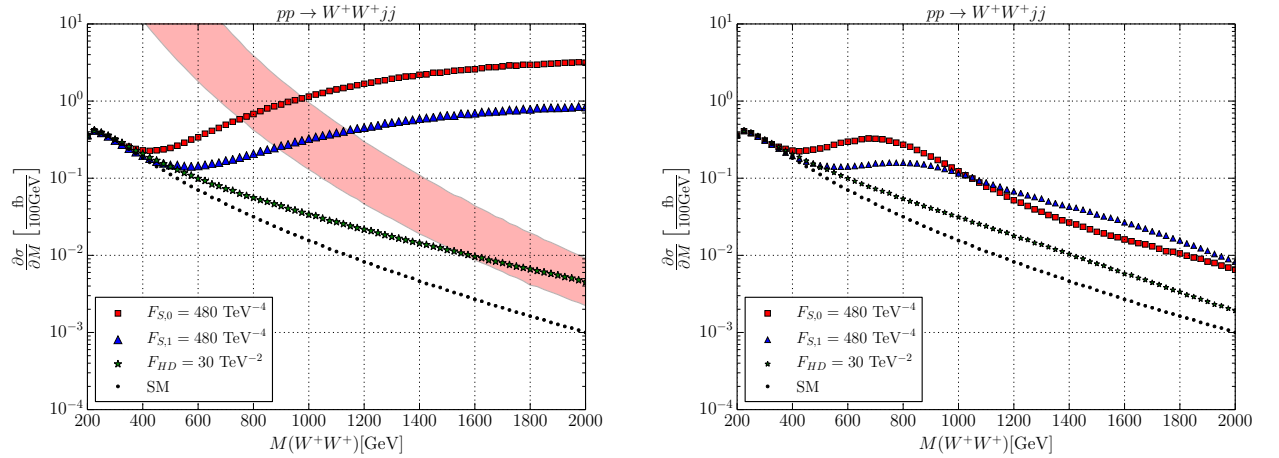 pp → W⁺W⁺jj
10¹
10⁰
10⁻¹
10⁻²
10⁻³
10⁻⁴
∂σ/∂M [fb/100GeV]
F_{S,0} = 480 TeV⁻⁴
F_{S,1} = 480 TeV⁻⁴
F_{HD} = 30 TeV⁻²
SM
200 400 600 800 1000 1200 1400 1600 1800 2000
M(W⁺W⁺)[GeV]
pp → W⁺W⁺jj
10¹
10⁰
10⁻¹
10⁻²
10⁻³
10⁻⁴
∂σ/∂M [fb/100GeV]
F_{S,0} = 480 TeV⁻⁴
F_{S,1} = 480 TeV⁻⁴
F_{HD} = 30 TeV⁻²
SM
200 400 600 800 1000 1200 1400 1600 1800 2000
M(W⁺W⁺)[GeV]